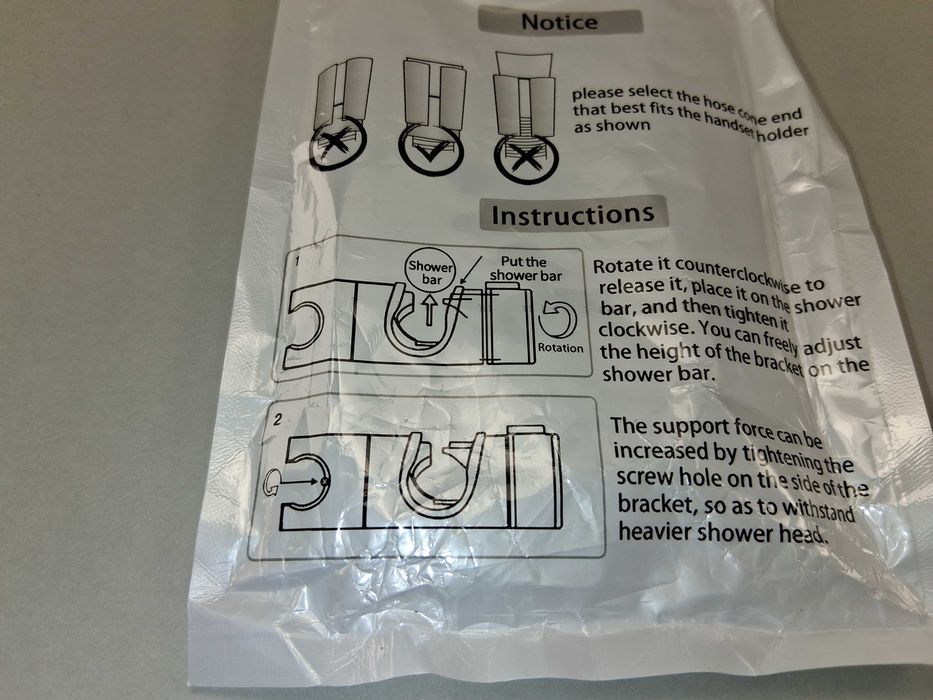 Notice
please select the hose cone end
that best fits the handset holder
as shown
Instructions
1
Shower
bar
Put the
shower bar
Rotation
Rotate it counterclockwise to
release it, place it on the shower
bar, and then tighten it
clockwise. You can freely adjust
the height of the bracket on the
shower bar.
2
The support force can be
increased by tightening the
screw hole on the side of the
bracket, so as to withstand
heavier shower head.